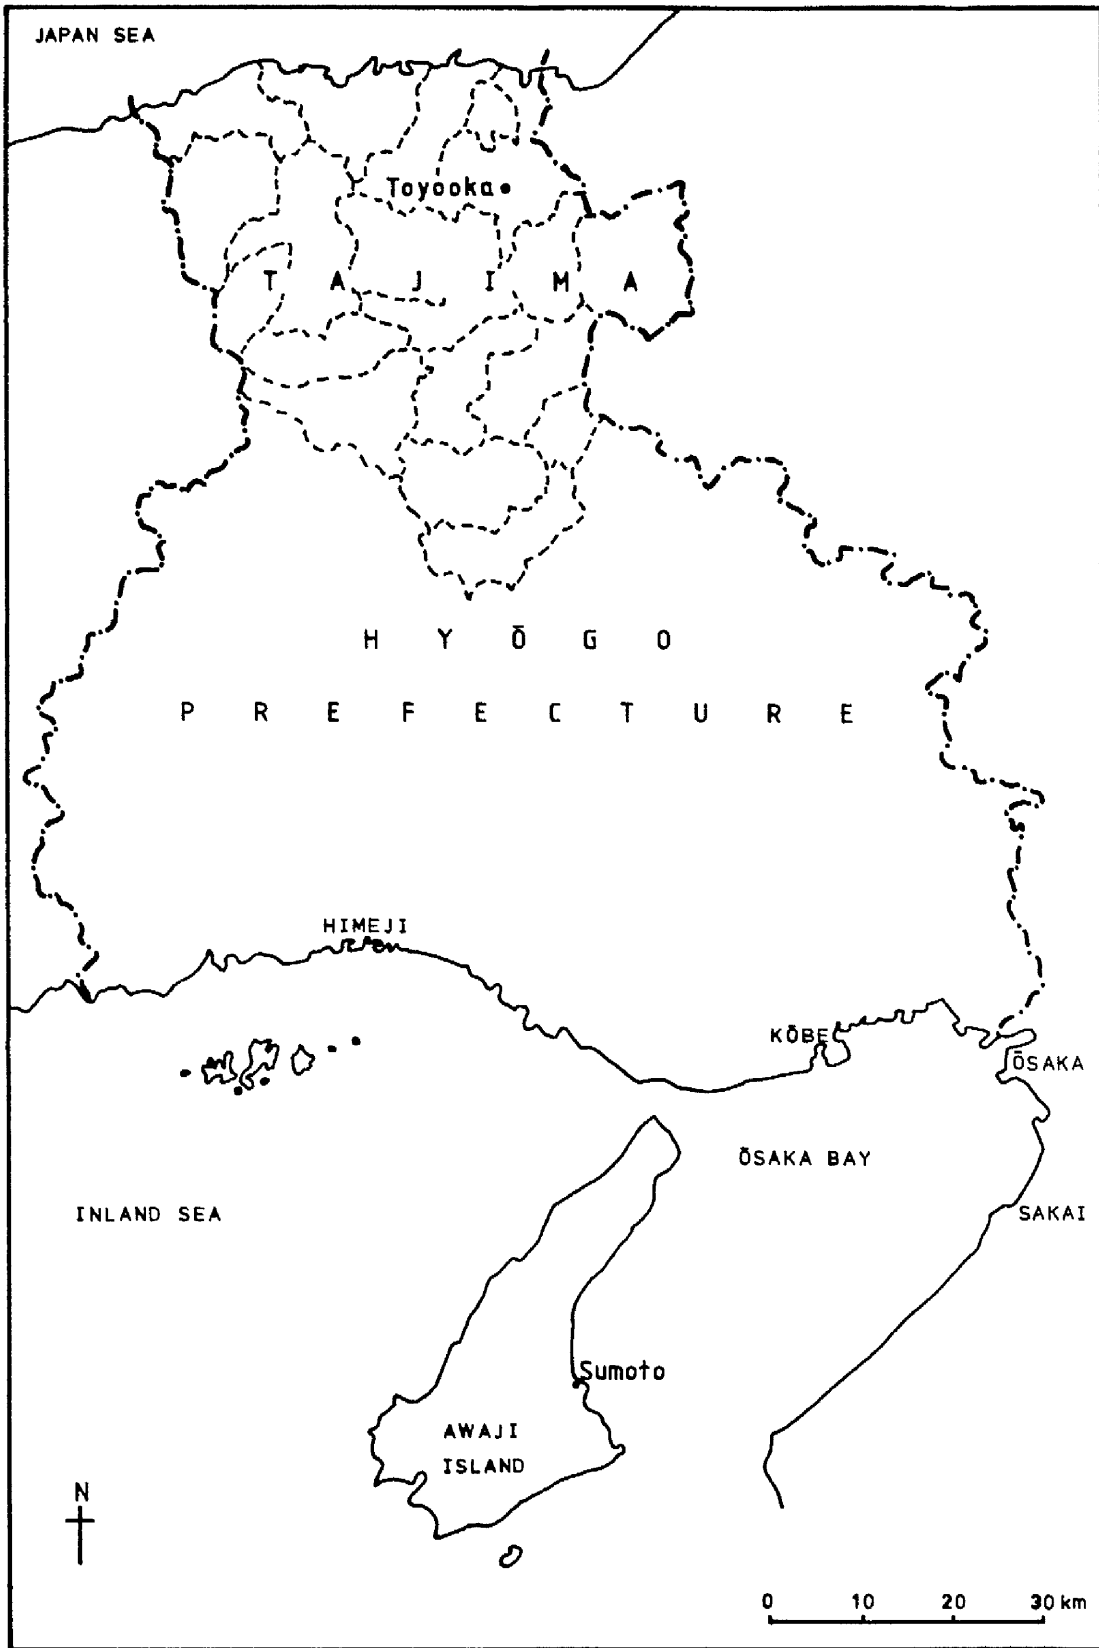 JAPAN SEA
Toyooka
T A J I M A
H Y Ō G O
P R E F E C T U R E
HIMEJI
KŌBE
ŌSAKA
ŌSAKA BAY
INLAND SEA
SAKAI
Sumoto
AWAJI
ISLAND
N
0 10 20 30 km